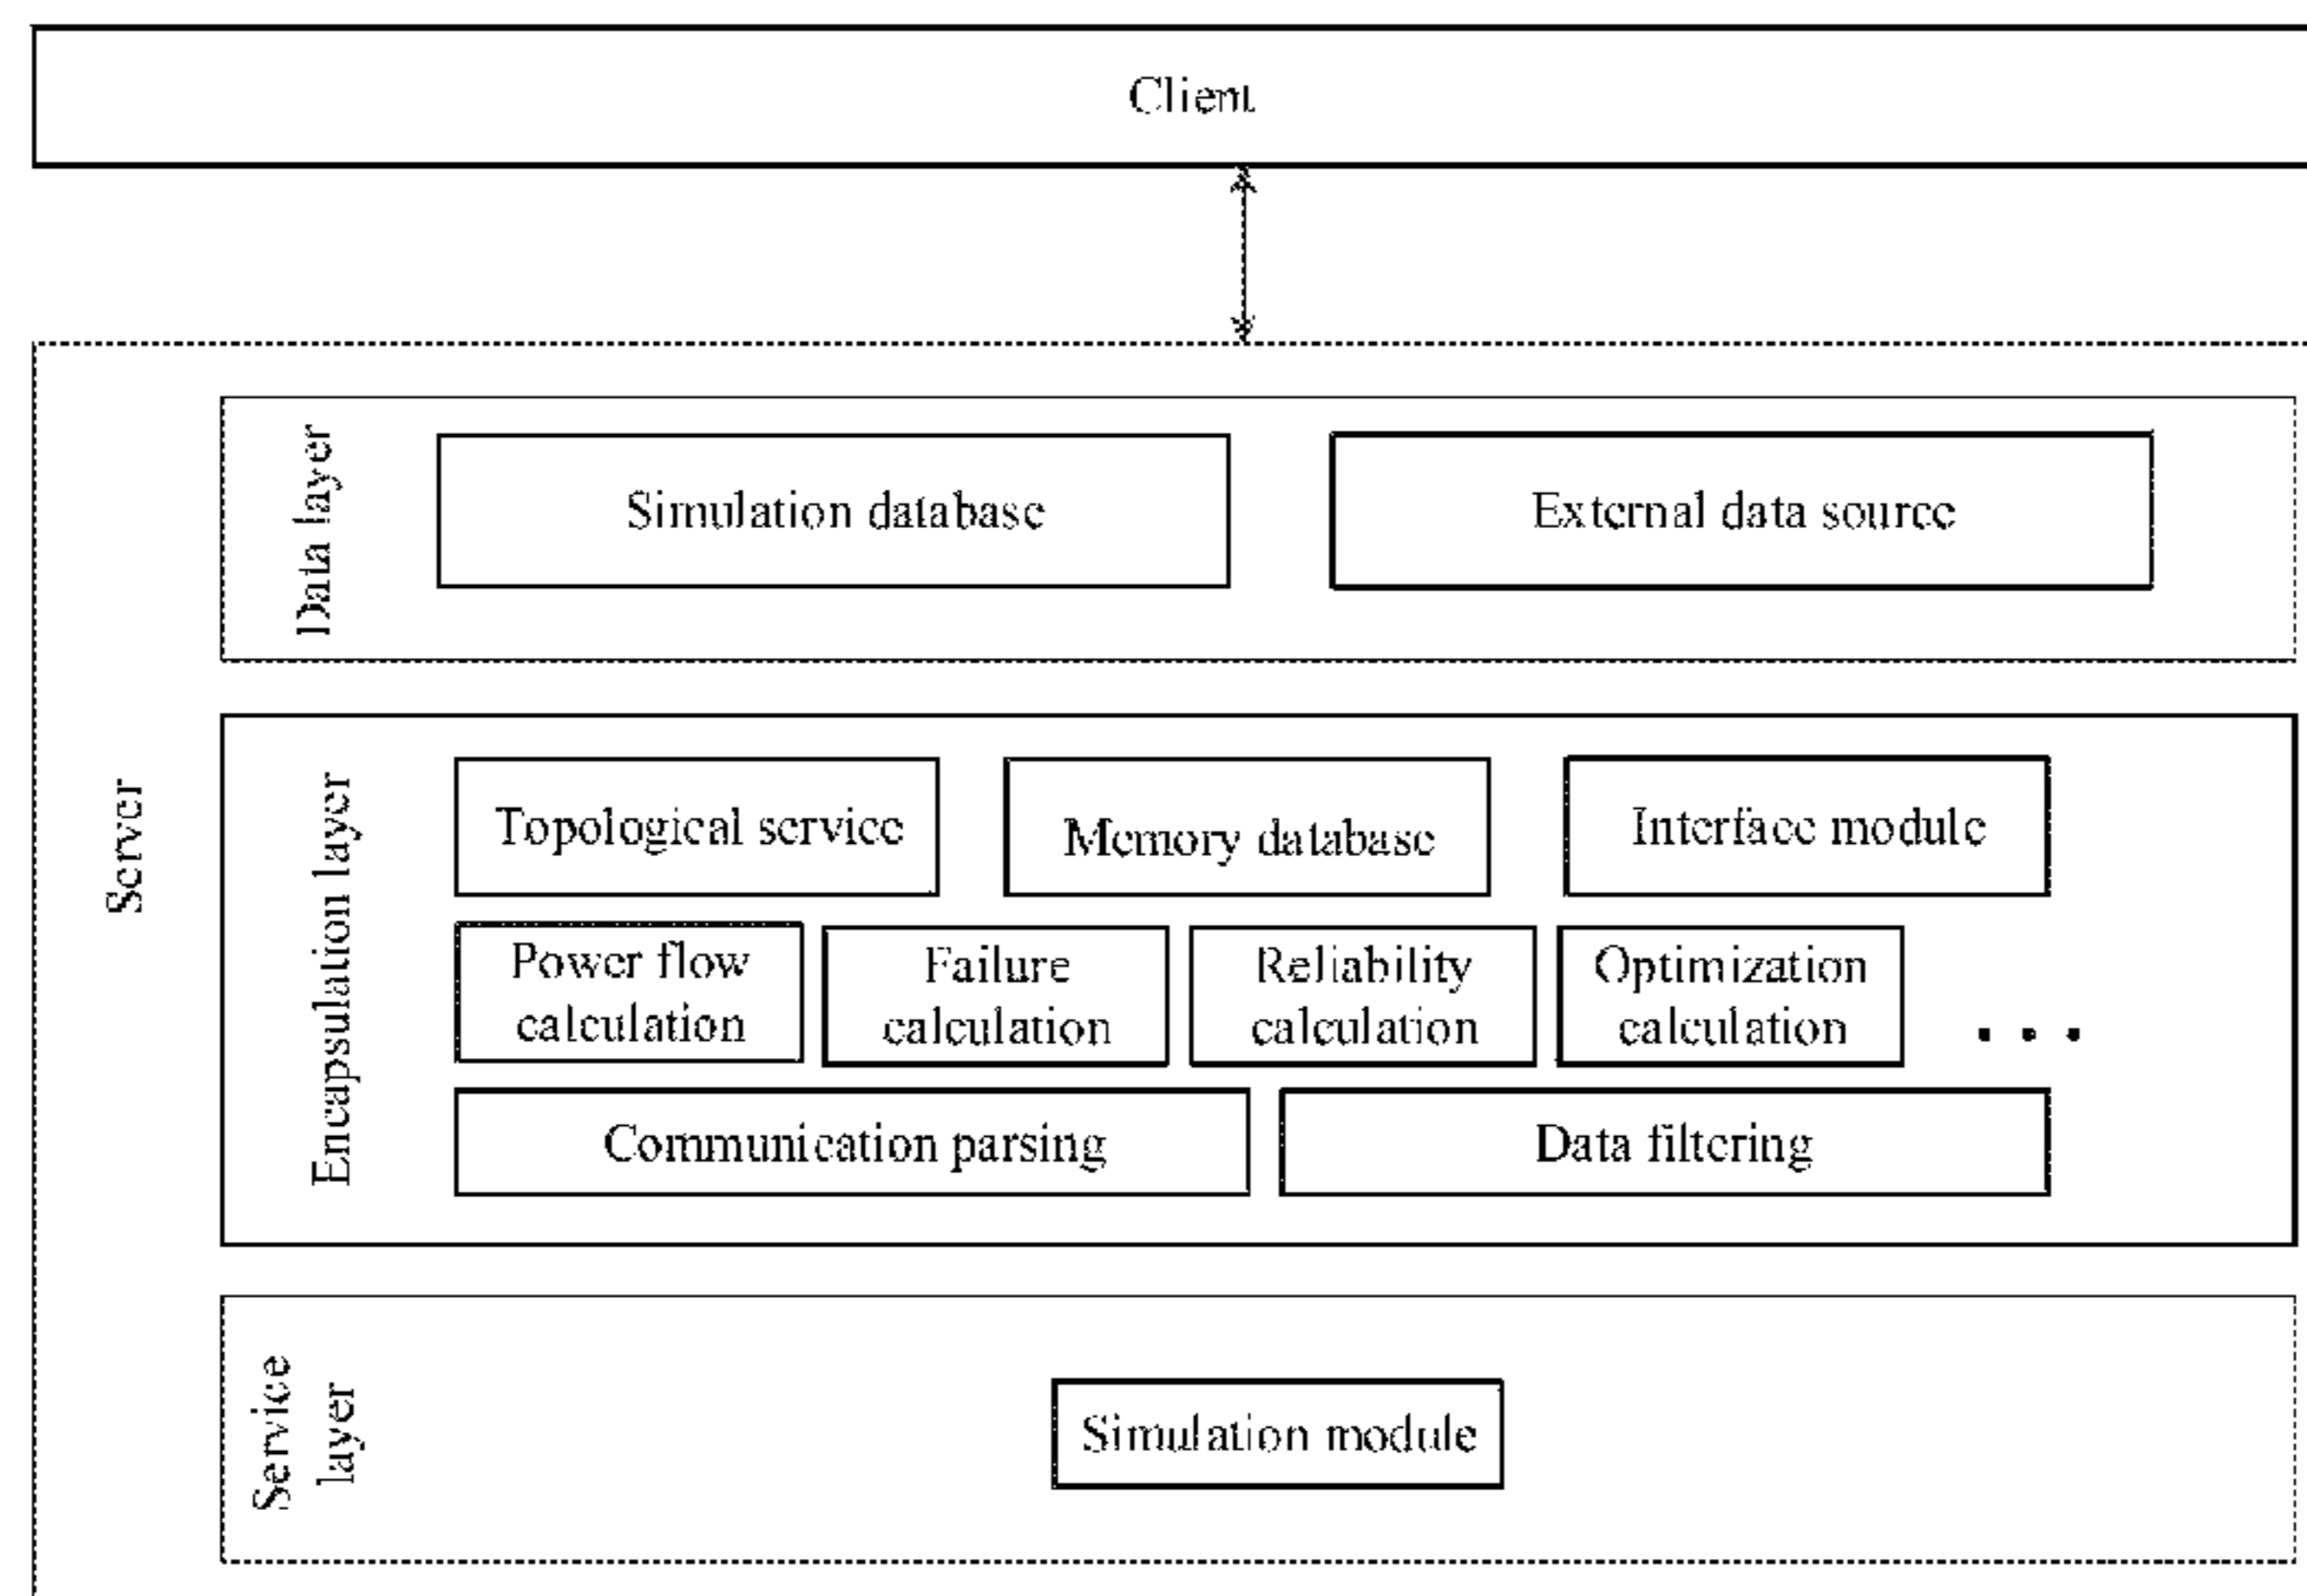 Client
Server
Data layer
Simulation database
External data source
Encapsulation layer
Topological service
Memory database
Interface module
Power flow
calculation
Failure
calculation
Reliability
calculation
Optimization
calculation
...
Communication parsing
Data filtering
Service
layer
Simulation module